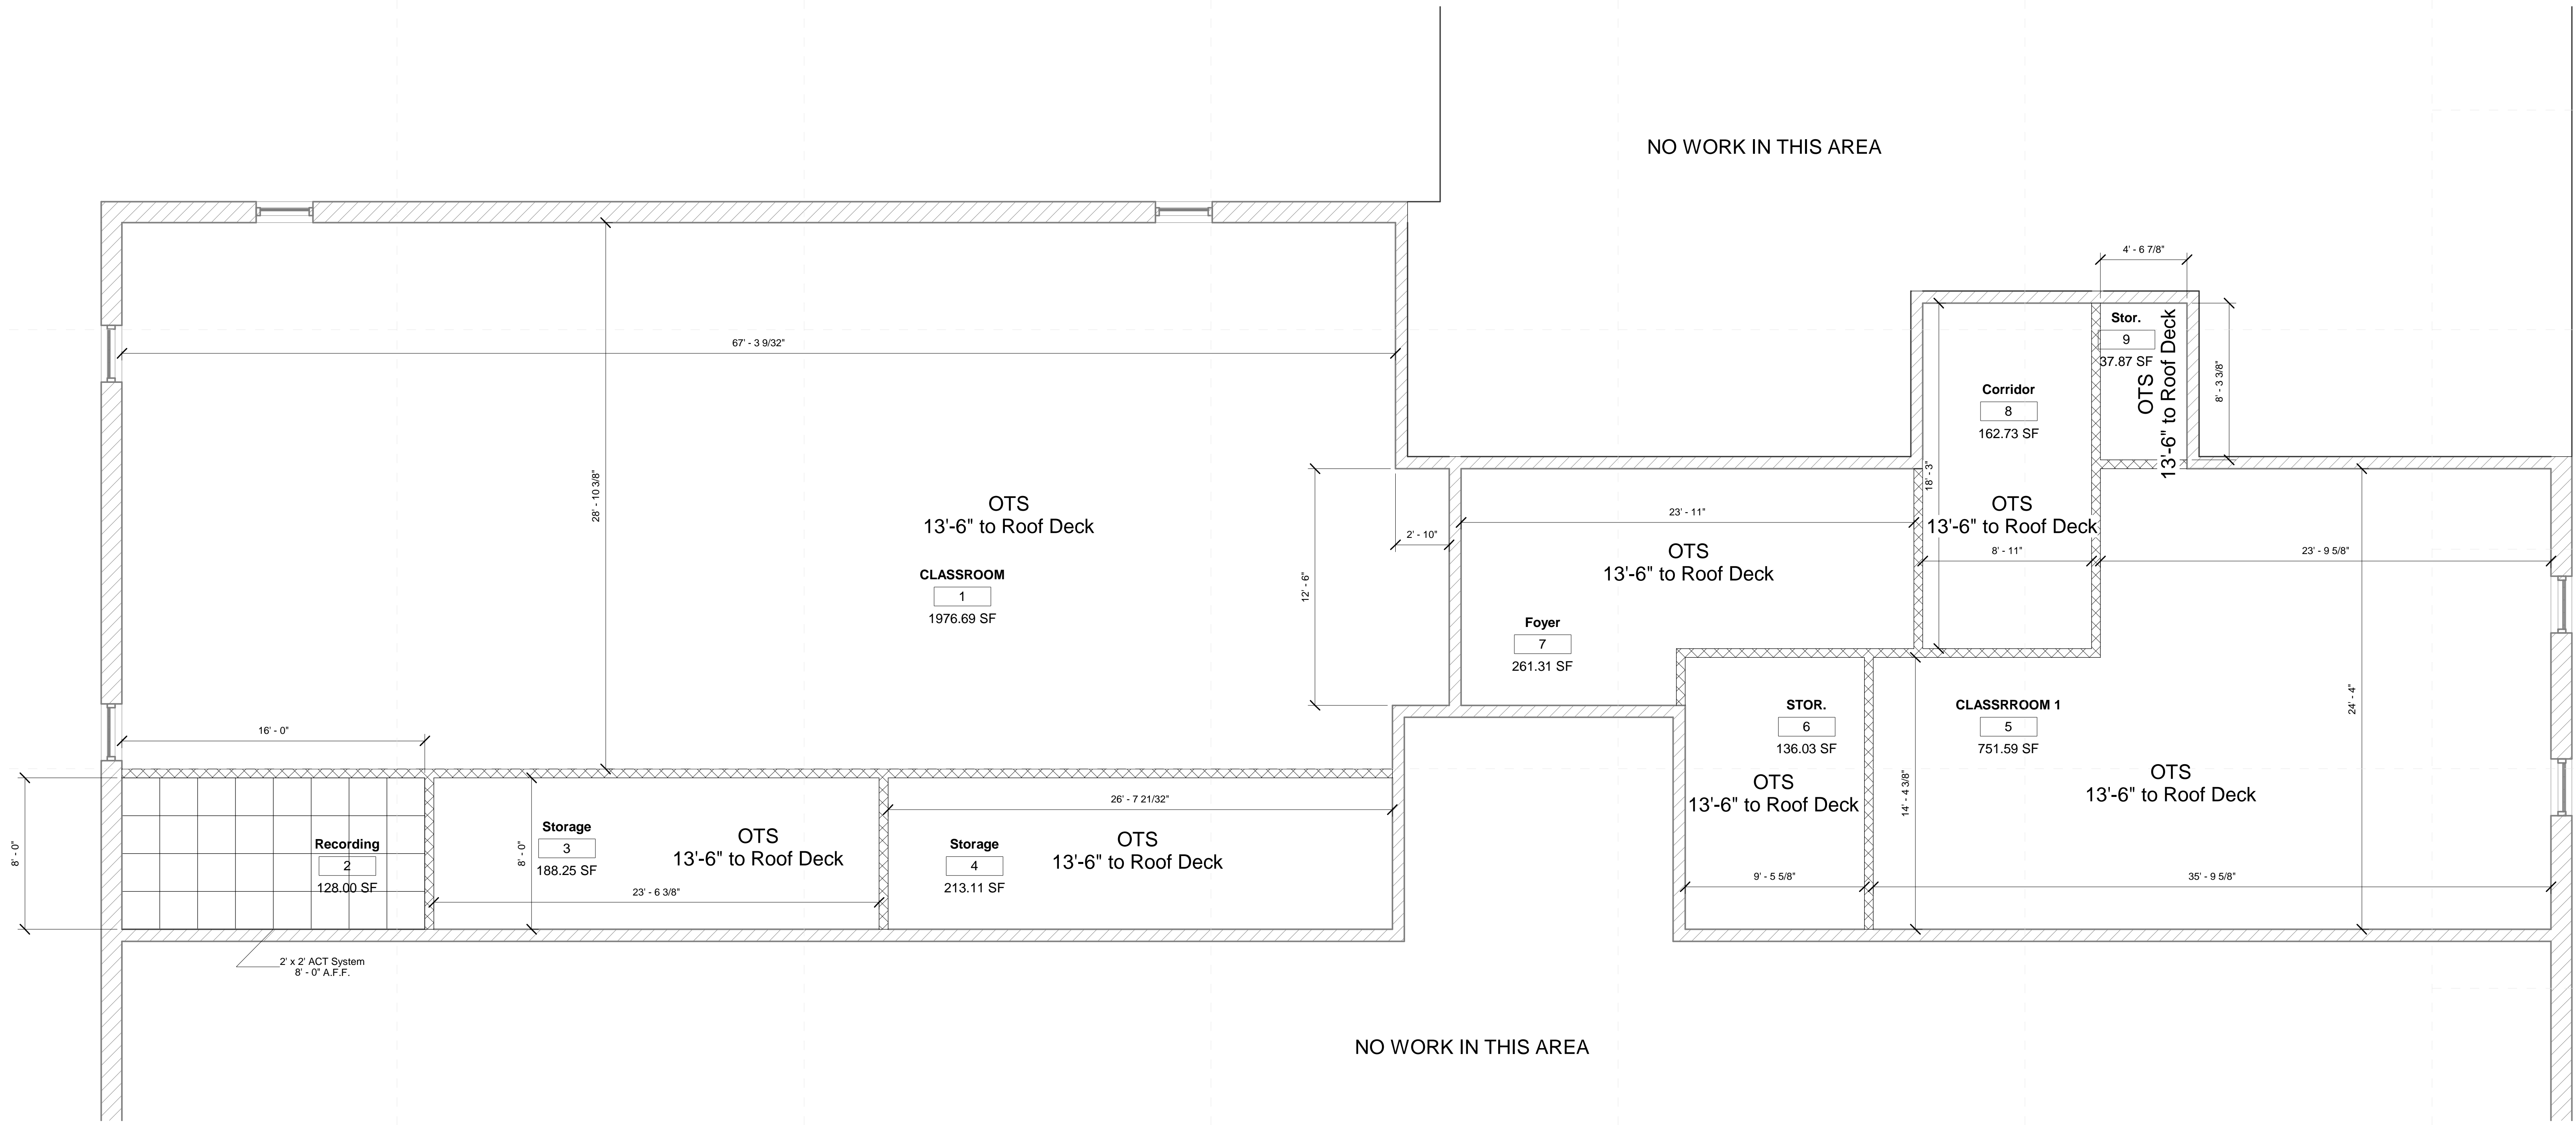 NO WORK IN THIS AREA
4' - 6 7/8"
Stor.
9
37.87 SF
OTS
13'-6" to Roof Deck
8' - 3 3/8"
67' - 3 9/32"
Corridor
8
162.73 SF
18' - 3"
OTS
13'-6" to Roof Deck
8' - 11"
23' - 9 5/8"
28' - 10 3/8"
OTS
13'-6" to Roof Deck
CLASSROOM
1
1976.69 SF
2' - 10"
12' - 6"
23' - 11"
OTS
13'-6" to Roof Deck
Foyer
7
261.31 SF
24' - 4"
STOR.
6
136.03 SF
OTS
13'-6" to Roof Deck
9' - 5 5/8"
CLASSRROOM 1
5
751.59 SF
OTS
13'-6" to Roof Deck
14' - 4 3/8"
35' - 9 5/8"
16' - 0"
8' - 0"
Recording
2
128.00 SF
2' x 2' ACT System
8' - 0" A.F.F.
Storage
3
188.25 SF
8' - 0"
23' - 6 3/8"
OTS
13'-6" to Roof Deck
26' - 7 21/32"
Storage
4
213.11 SF
OTS
13'-6" to Roof Deck
NO WORK IN THIS AREA